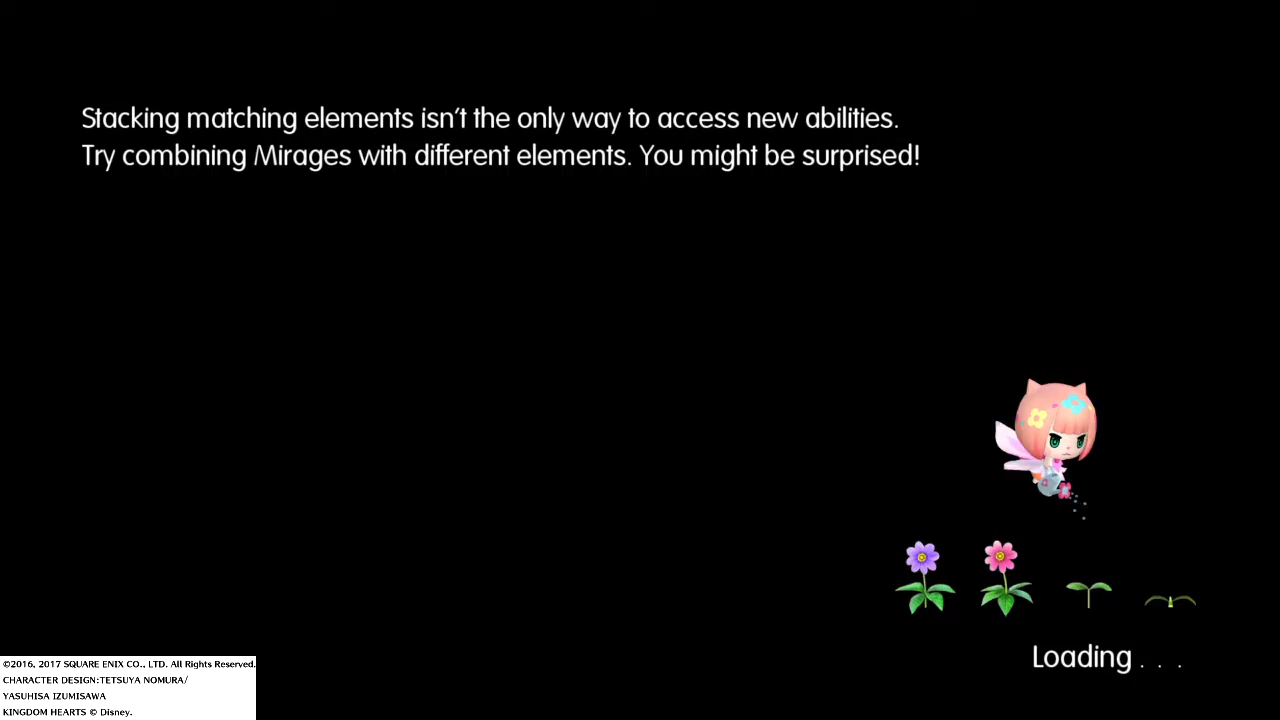 Stacking matching elements isn't the only way to access new abilities.
Try combining Mirages with different elements. You might be surprised!
Loading . . .
©2016, 2017 SQUARE ENIX CO., LTD. All Rights Reserved.
CHARACTER DESIGN:TETSUYA NOMURA/
YASUHISA IZUMISAWA
KINGDOM HEARTS © Disney.